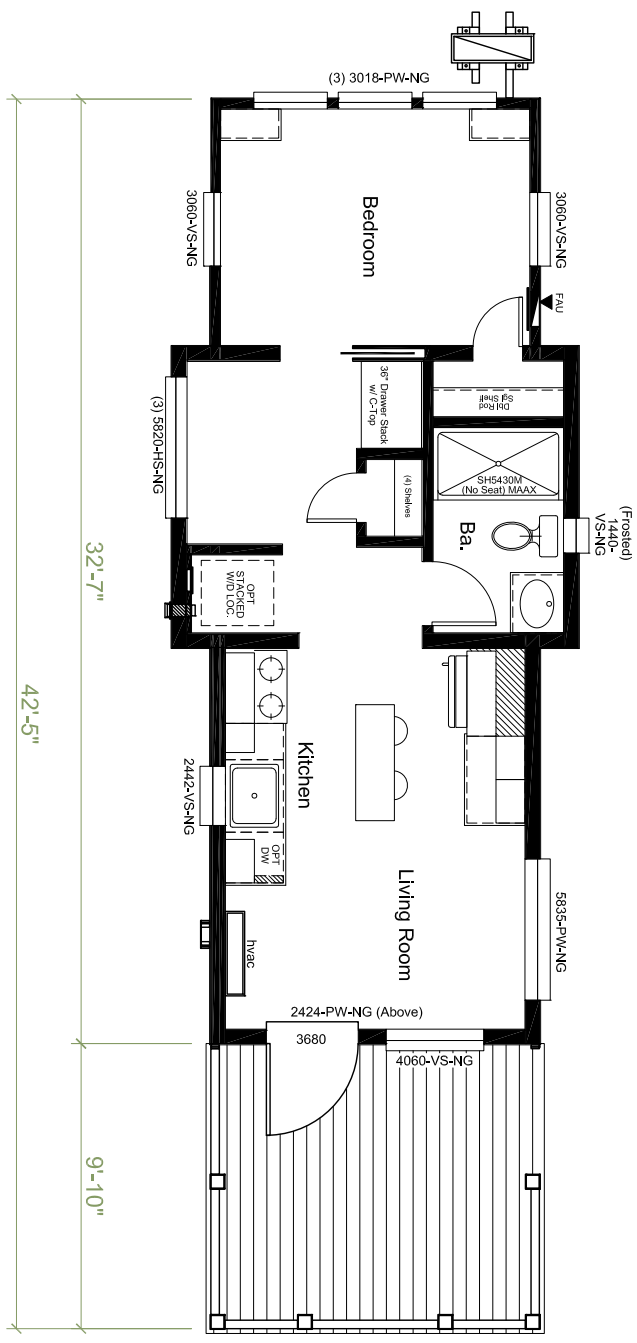 (3) 3018-PW-NG
3060-VS-NG
3060-VS-NG
Bedroom
FAU
36" Drawer Stack
w/ C-Top
Dbl Rod
Sgl Shelf
(3) 5820-HS-NG
(4) Shelves
SH5430M
(No Seat) MAAX
Ba.
(Frosted)
1440-
VS-NG
OPT
STACKED
W/D LOC.
32'-7"
42'-5"
Kitchen
2442-VS-NG
OPT
DW
Living Room
5835-PW-NG
hvac
2424-PW-NG (Above)
3680
4060-VS-NG
9'-10"